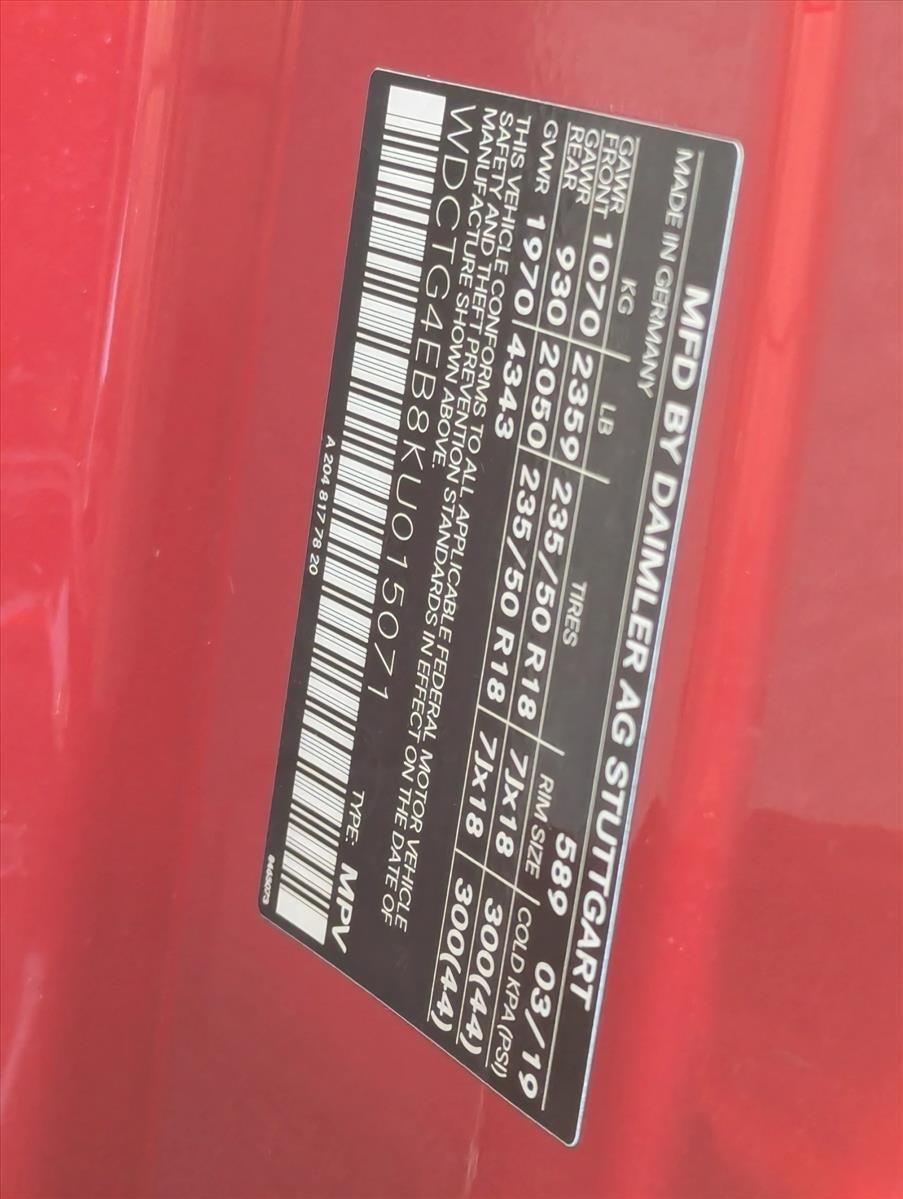 MFD BY DAIMLER AG STUTTGART
MADE IN GERMANY 589 03/19
KG LB TIRES RIM SIZE COLD KPA(PSI)
GAWR FRONT 1070 2359 235/50 R18 7Jx18 300(44)
GAWR REAR 930 2050 235/50 R18 7Jx18 300(44)
GVWR 1970 4343
THIS VEHICLE CONFORMS TO ALL APPLICABLE FEDERAL MOTOR VEHICLE
SAFETY AND THEFT PREVENTION STANDARDS IN EFFECT ON THE DATE OF
MANUFACTURE SHOWN ABOVE.
WDCTG4EB8KU015071 TYPE: MPV
A 204 817 78 20